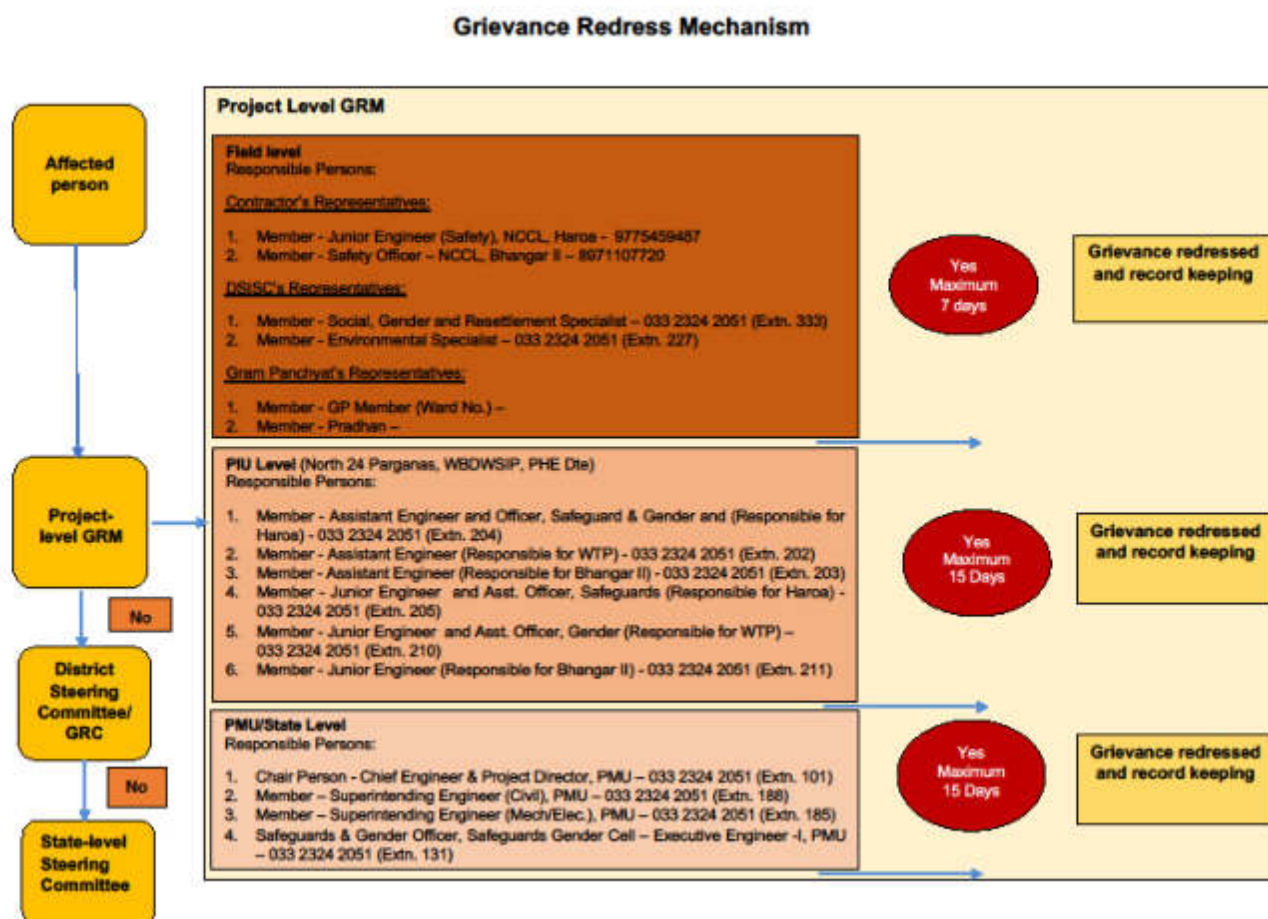 Grievance Redress Mechanism
Affected
person
Project-
level GRM
No
District
Steering
Committee/
GRC
No
State-level
Steering
Committee
Project Level GRM
Field level
Responsible Persons:
Contractor's Representatives:
1. Member - Junior Engineer (Safety), NCCL, Haroa - 9775459487
2. Member - Safety Officer – NCCL, Bhangar II – 8971107720
DSISC's Representatives:
1. Member - Social, Gender and Resettlement Specialist – 033 2324 2051 (Extn. 333)
2. Member - Environmental Specialist – 033 2324 2051 (Extn. 227)
Gram Panchyat's Representatives:
1. Member - GP Member (Ward No.) –
2. Member - Pradhan –
Yes
Maximum
7 days
Grievance redressed
and record keeping
PIU Level (North 24 Parganas, WBDWSIP, PHE Dte)
Responsible Persons:
1. Member - Assistant Engineer and Officer, Safeguard & Gender and (Responsible for
Haroa) - 033 2324 2051 (Extn. 204)
2. Member - Assistant Engineer (Responsible for WTP) - 033 2324 2051 (Extn. 202)
3. Member - Assistant Engineer (Responsible for Bhangar II) - 033 2324 2051 (Extn. 203)
4. Member - Junior Engineer and Asst. Officer, Safeguards (Responsible for Haroa) -
033 2324 2051 (Extn. 205)
5. Member - Junior Engineer and Asst. Officer, Gender (Responsible for WTP) –
033 2324 2051 (Extn. 210)
6. Member - Junior Engineer (Responsible for Bhangar II) - 033 2324 2051 (Extn. 211)
Yes
Maximum
15 Days
Grievance redressed
and record keeping
PMU/State Level
Responsible Persons:
1. Chair Person - Chief Engineer & Project Director, PMU – 033 2324 2051 (Extn. 101)
2. Member – Superintending Engineer (Civil), PMU – 033 2324 2051 (Extn. 188)
3. Member – Superintending Engineer (Mech/Elec.), PMU – 033 2324 2051 (Extn. 185)
4. Safeguards & Gender Officer, Safeguards Gender Cell – Executive Engineer -I, PMU
– 033 2324 2051 (Extn. 131)
Yes
Maximum
15 Days
Grievance redressed
and record keeping